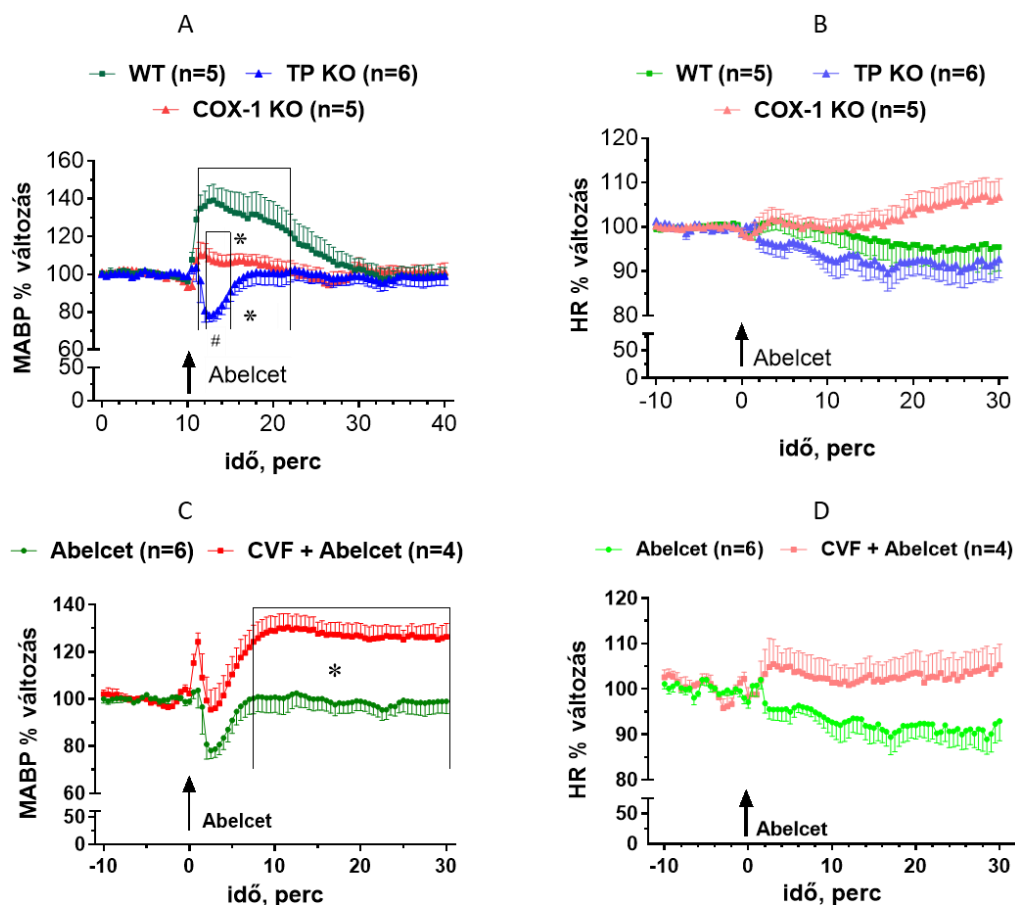 A
WT (n=5) TP KO (n=6)
COX-1 KO (n=5)
MABP % változás
160
140
120
100
80
60
50
0
*
*
#
Abelcet
0 10 20 30 40
idő, perc
B
WT (n=5) TP KO (n=6)
COX-1 KO (n=5)
HR % változás
120
110
100
90
80
50
0
Abelcet
-10 0 10 20 30
idő, perc
C
Abelcet (n=6) CVF + Abelcet (n=4)
MABP % változás
140
120
100
80
60
50
0
*
Abelcet
-10 0 10 20 30
idő, perc
D
Abelcet (n=6) CVF + Abelcet (n=4)
HR % változás
120
110
100
90
80
50
0
Abelcet
-10 0 10 20 30
idő, perc